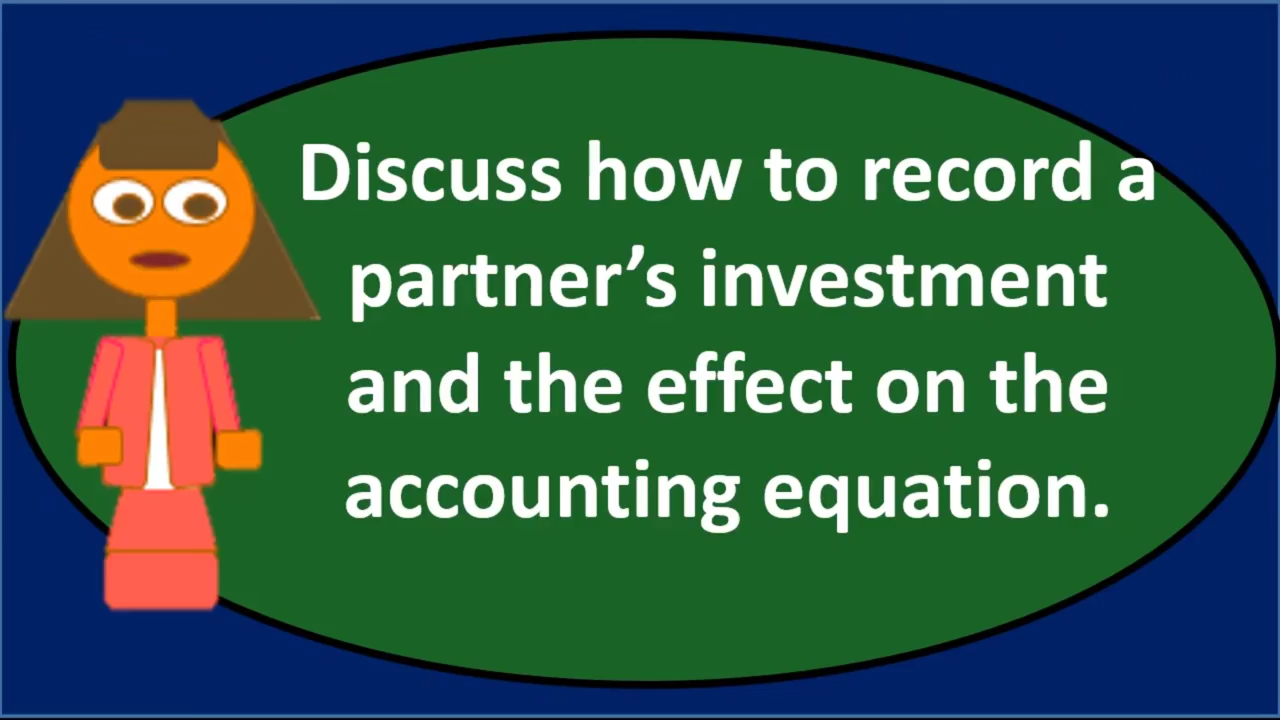 Discuss how to record a
partner’s investment
and the effect on the
accounting equation.